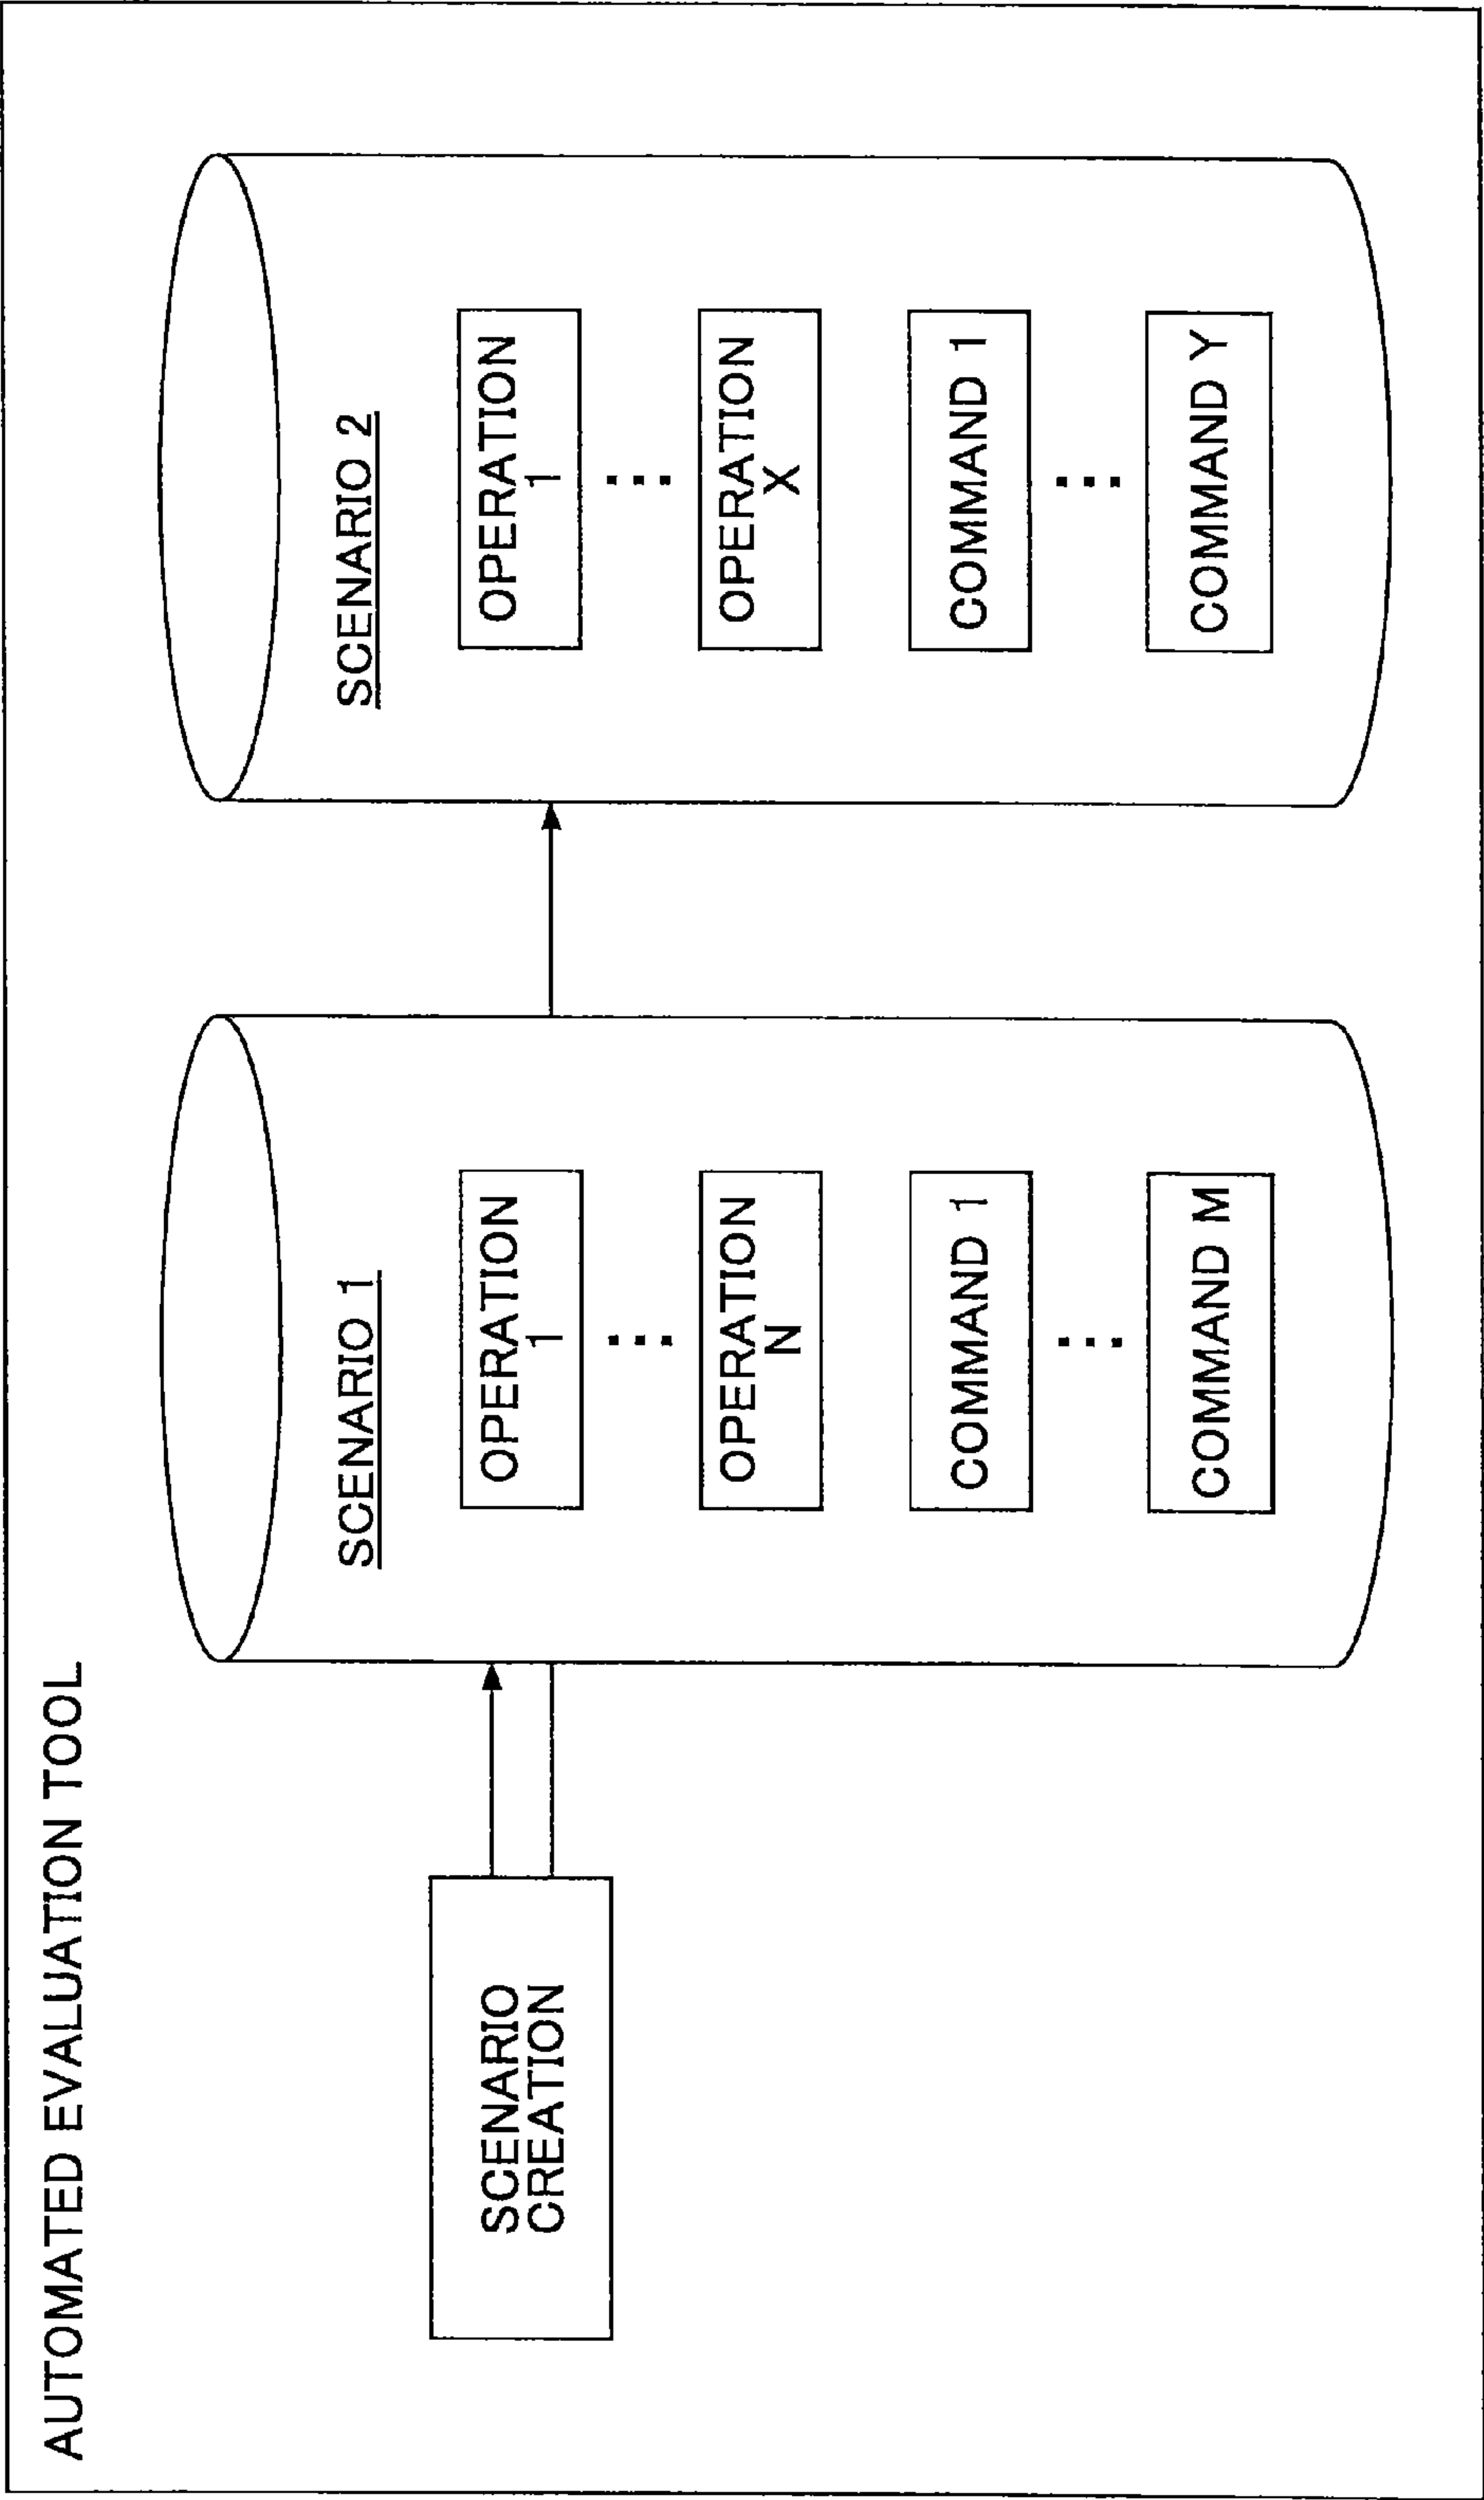 AUTOMATED EVALUATION TOOL
SCENARIO
CREATION
SCENARIO 1
OPERATION
1
OPERATION
N
COMMAND 1
COMMAND M
SCENARIO 2
OPERATION
1
OPERATION
X
COMMAND 1
COMMAND Y